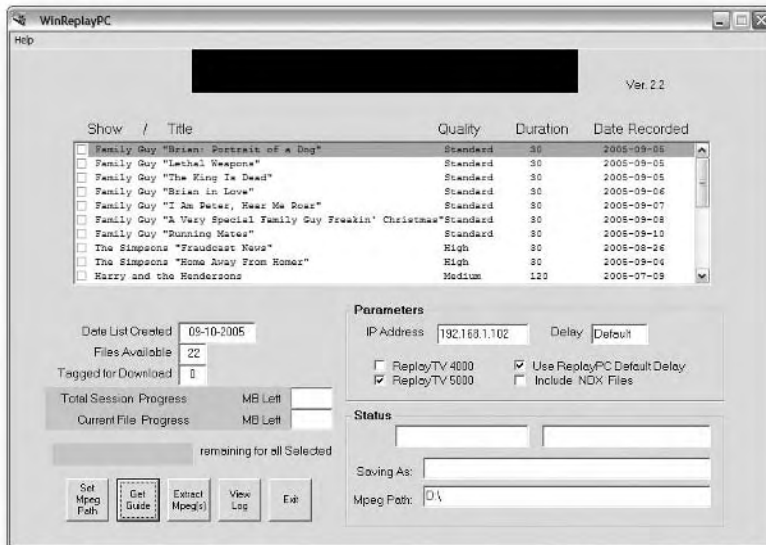 WinReplayPC
Help
Ver. 2.2
Show / Title Quality Duration Date Recorded
Family Guy "Brian: Portrait of a Dog" Standard 30 2005-09-05
Family Guy "Lethal Weapons" Standard 30 2005-09-05
Family Guy "The King Is Dead" Standard 30 2005-09-05
Family Guy "Brian in Love" Standard 30 2005-09-06
Family Guy "I Am Peter, Hear Me Roar" Standard 30 2005-09-07
Family Guy "A Very Special Family Guy Freakin' Christmas" Standard 30 2005-09-08
Family Guy "Running Mates" Standard 30 2005-09-10
The Simpsons "Fraudcast News" High 30 2005-08-26
The Simpsons "Home Away From Homer" High 30 2005-09-04
Harry and the Hendersons Medium 120 2005-07-09
Date List Created 09-10-2005
Files Available 22
Tagged for Download 0
Total Session Progress MB Left
Current File Progress MB Left
remaining for all Selected
Set Mpeg Path
Get Guide
Extract Mpeg(s)
View Log
Exit
Parameters
IP Address 192.168.1.102 Delay Default
ReplayTV 4000 Use ReplayPC Default Delay
ReplayTV 5000 Include NDX Files
Status
Saving As:
Mpeg Path: D:\